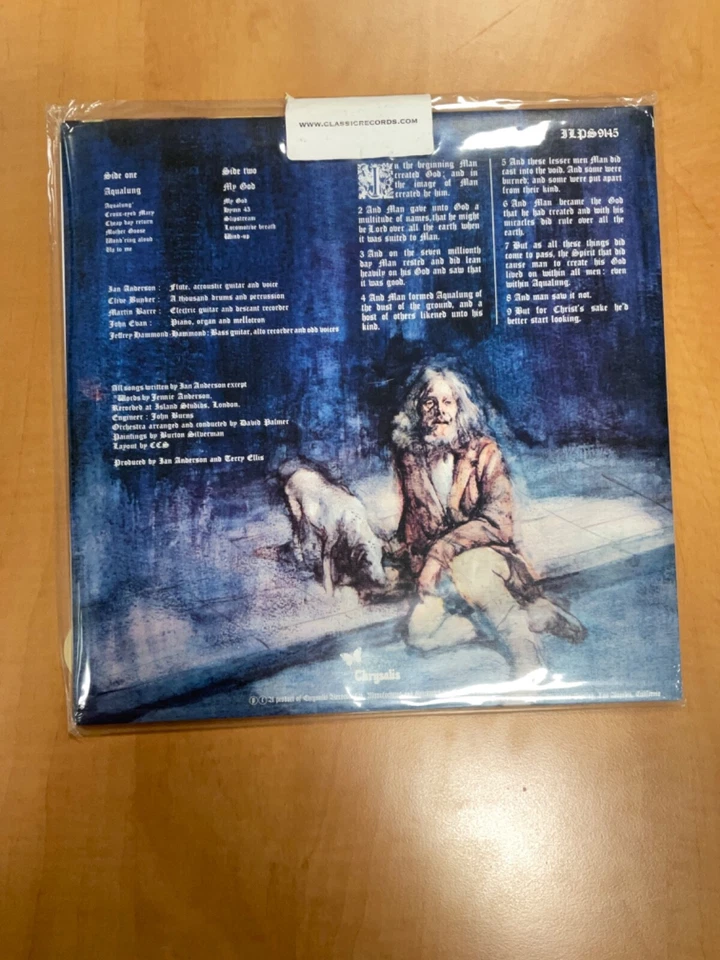 WWW.CLASSICRECORDS.COM
ILPS 9145
Side one
Aqualung
Aqualung*
Cross-eyed Mary
Cheap day return
Mother Goose
Wond'ring aloud
Up to me
Side two
My God
My God
Hymn 43
Slipstream
Locomotive breath
Wind-up
Ian Anderson : Flute, accoustic guitar and voice
Clive Bunker : A thousand drums and percussion
Martin Barre : Electric guitar and descant recorder
John Evan : Piano, organ and mellotron
Jeffery Hammond-Hammond : Bass guitar, alto recorder and odd voices
All songs written by Ian Anderson except
*Words by Jennie Anderson.
Recorded at Island Studios, London.
Engineer : John Burns
Orchestra arranged and conducted by David Palmer
Paintings by Burton Silverman
Layout by CCS
Produced by Ian Anderson and Terry Ellis
In the beginning Man
created God; and in
the image of Man
created he him.
2 And Man gave unto God a
multitude of names, that he might
be Lord over all the earth when
it was suited to Man.
3 And on the seven millionth
day Man rested and did lean
heavily on his God and saw that
it was good.
4 And Man formed Aqualung of
the dust of the ground, and a
host of others likened unto his
kind.
5 And these lesser men Man did
cast into the void. And some were
burned; and some were put apart
from their kind.
6 And Man became the God
that he had created and with his
miracles did rule over all the
earth.
7 But as all these things did
come to pass, the Spirit that did
cause man to create his God
lived on within all men: even
within Aqualung.
8 And man saw it not.
9 But for Christ's sake he'd
better start looking.
Chrysalis
A product of Chrysalis
California